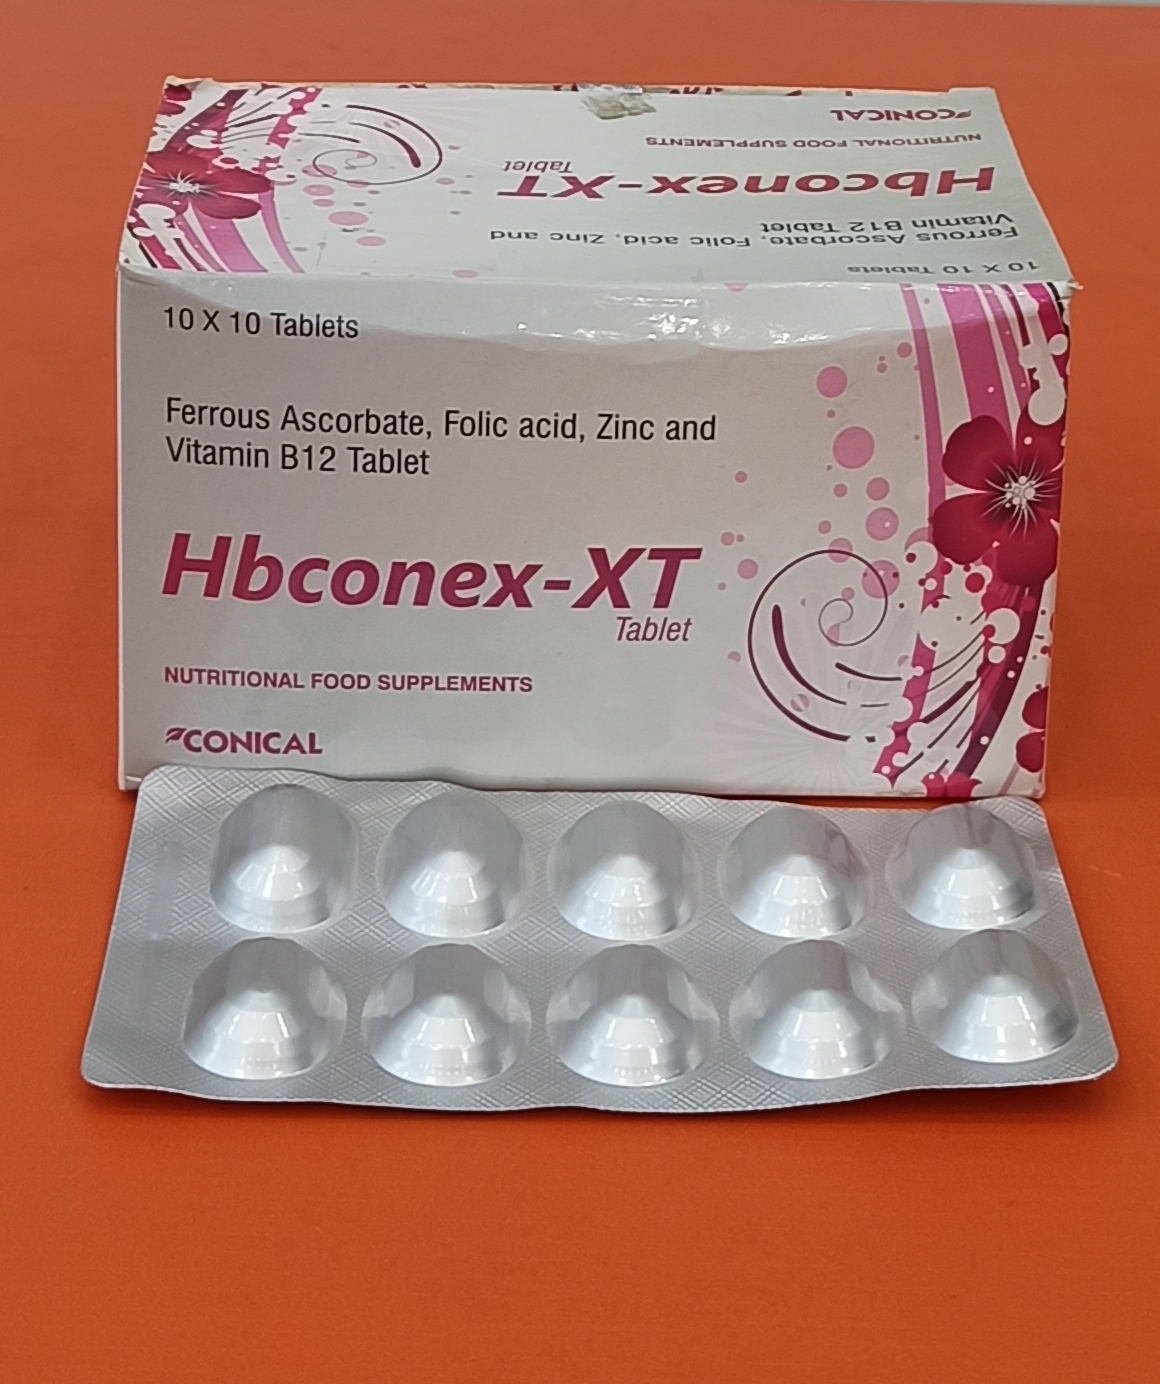 CONICAL
NUTRITIONAL FOOD SUPPLEMENTS
Hbconex-XT
Tablet
Ferrous Ascorbate, Folic acid, Zinc and
Vitamin B12 Tablet
10 X 10 Tablets
10 X 10 Tablets
Ferrous Ascorbate, Folic acid, Zinc and
Vitamin B12 Tablet
Hbconex-XT
Tablet
NUTRITIONAL FOOD SUPPLEMENTS
CONICAL